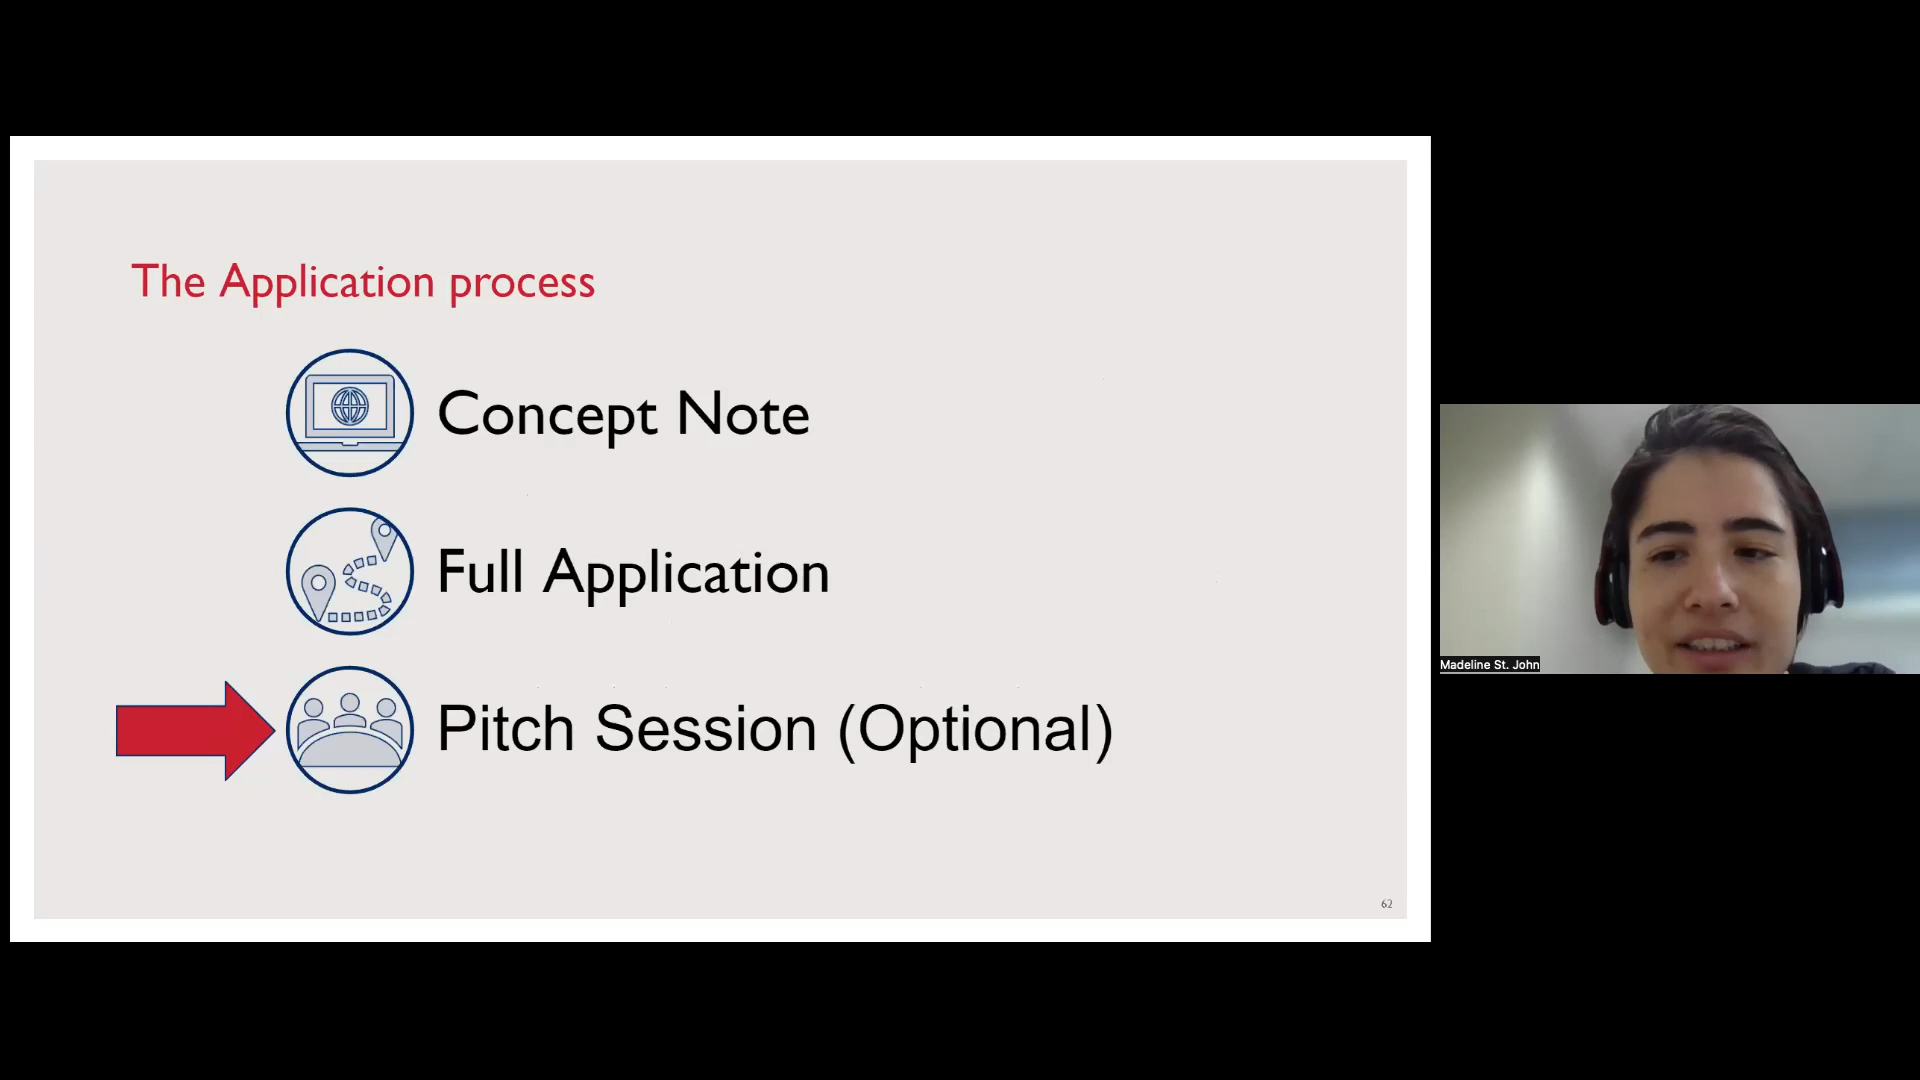 The Application process
Concept Note
Full Application
Pitch Session (Optional)
62
Madeline St. John